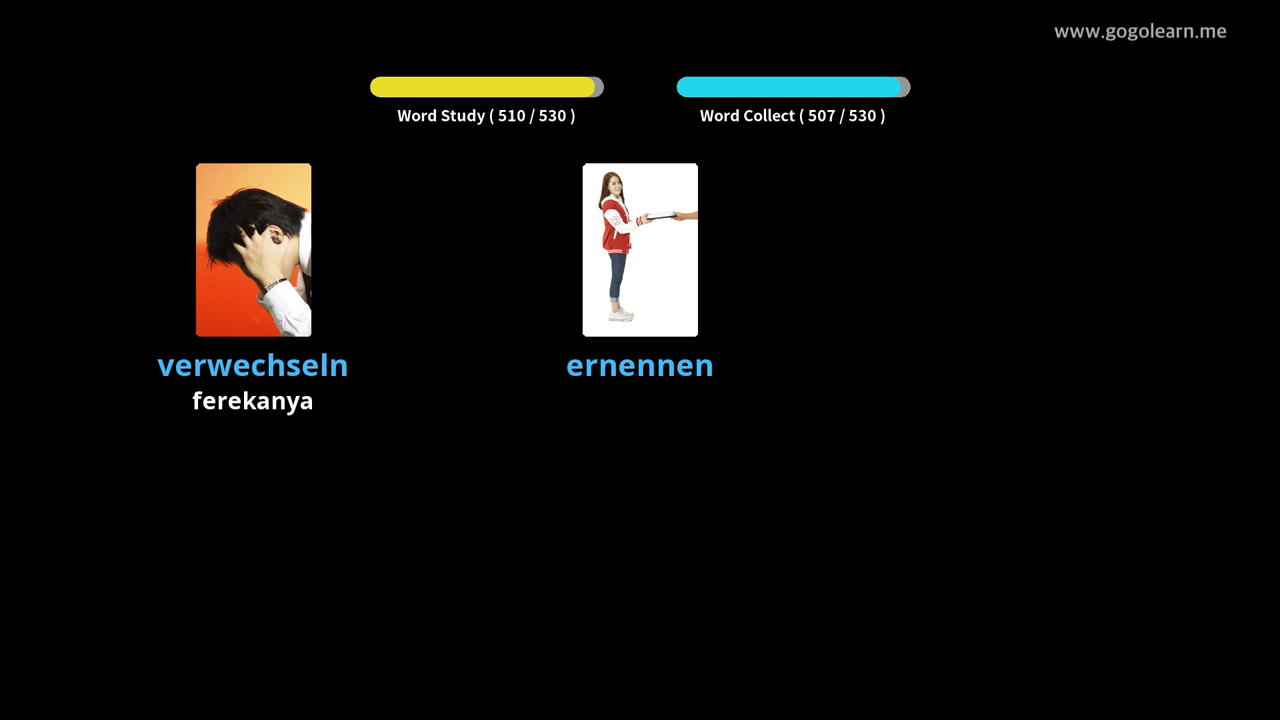 www.gogolearn.me
Word Study ( 510 / 530 )
Word Collect ( 507 / 530 )
verwechseln
ernennen
ferekanya